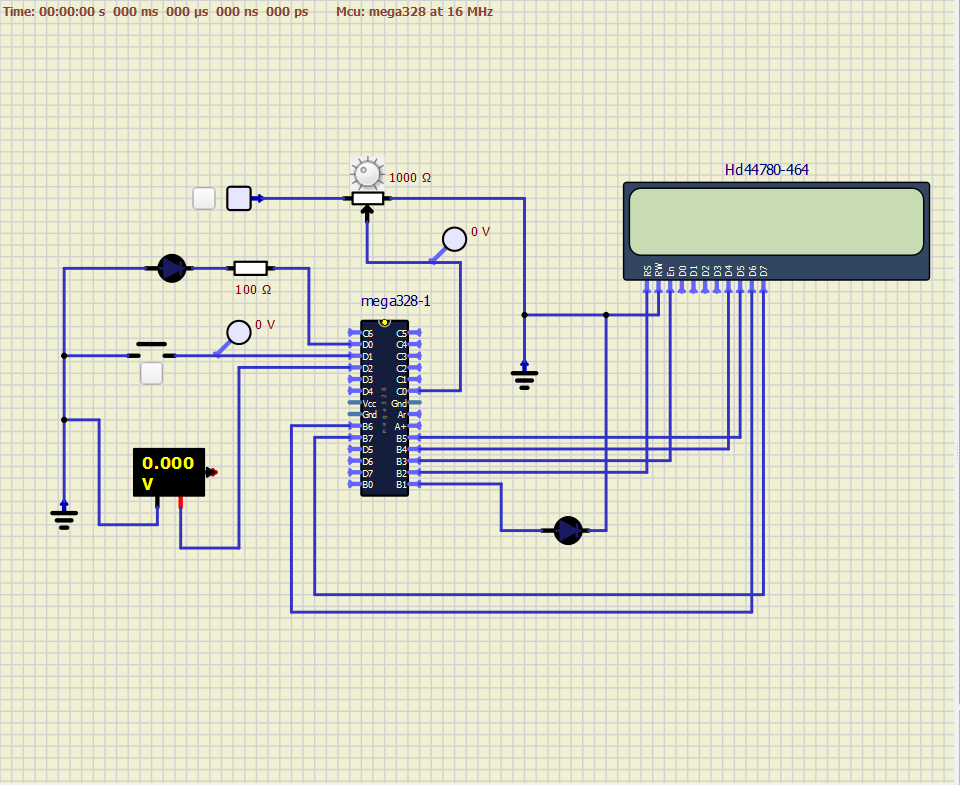 Time: 00:00:00 s  000 ms  000 µs  000 ns  000 ps
Mcu: mega328 at 16 MHz
Hd44780-464
1000 Ω
0 V
RS RW En D0 D1 D2 D3 D4 D5 D6 D7
100 Ω
mega328-1
0 V
C6 C5
D0 C4
D1 C3
D2 C2
D3 C1
D4 C0
Vcc Gnd
Gnd Ar
B6 A+
B7 B5
D5 B4
D6 B3
D7 B2
B0 B1
mega328
0.000
V